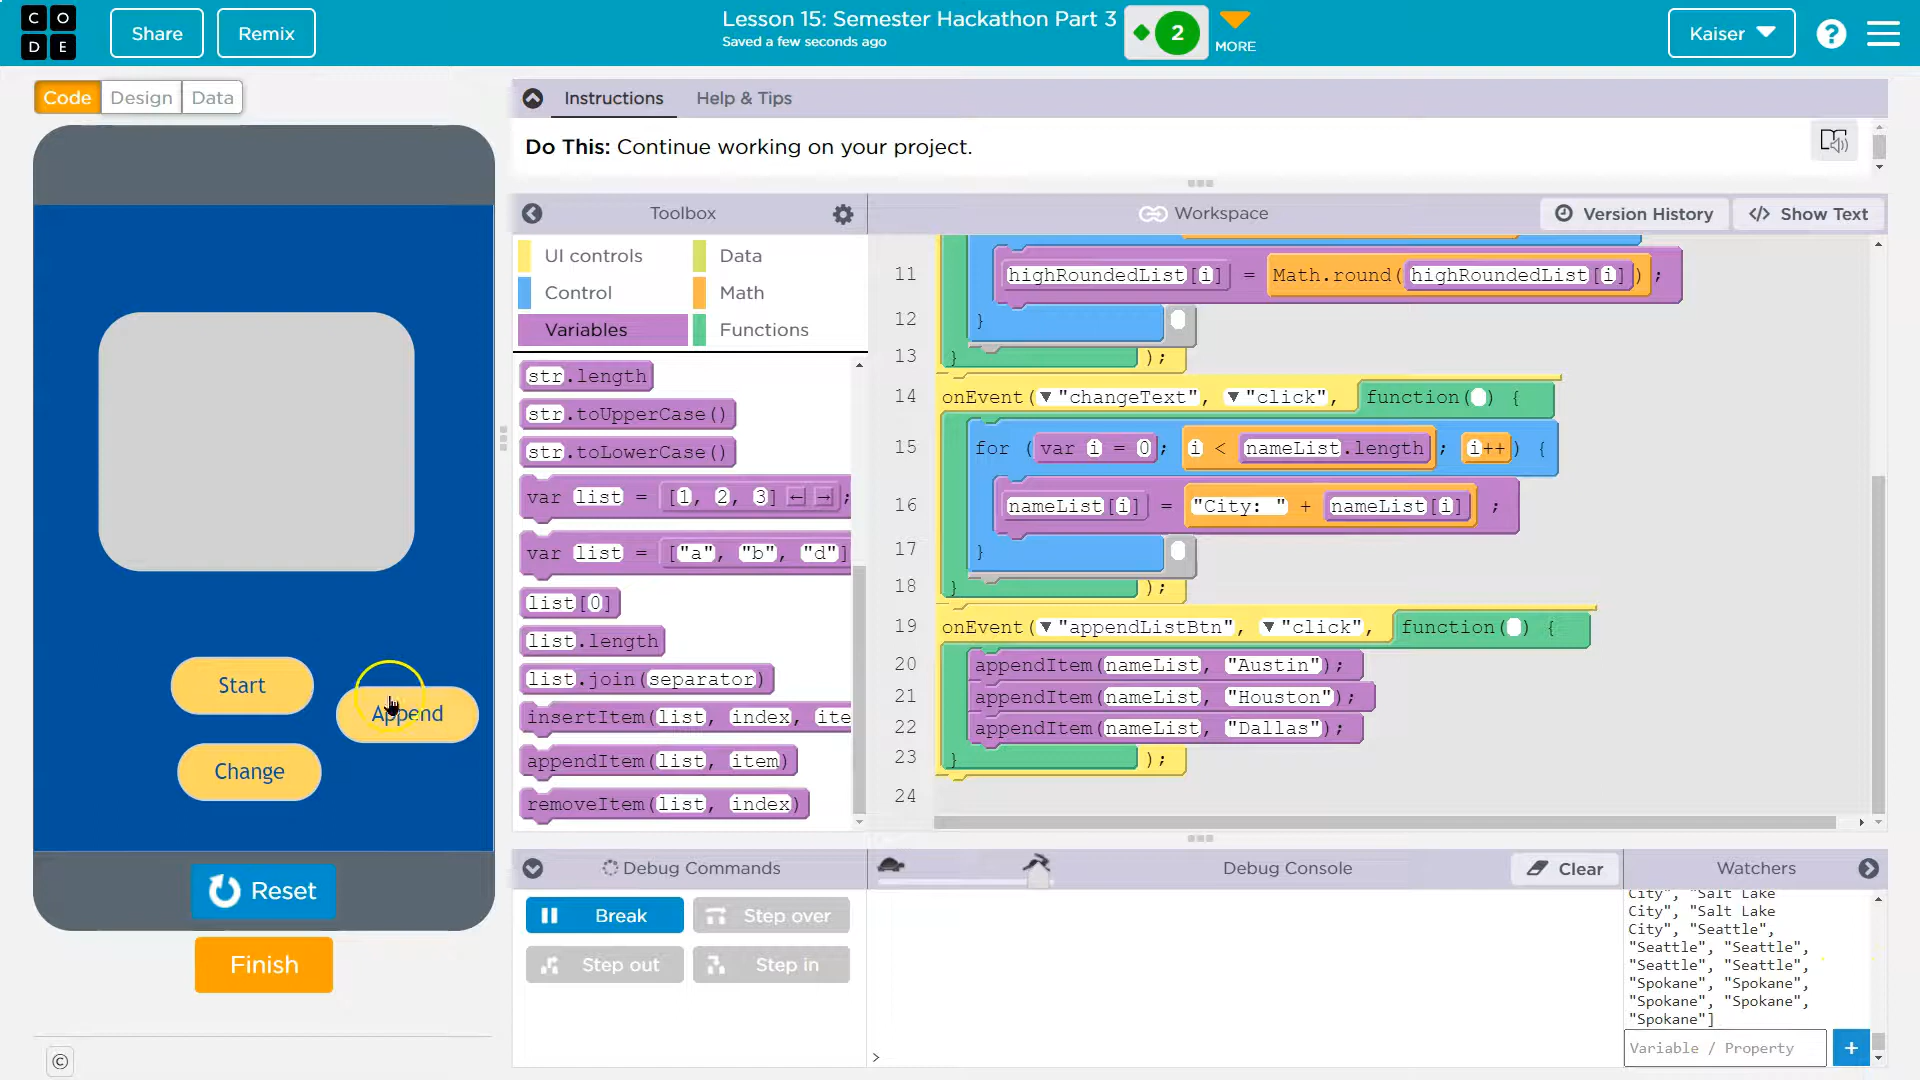 C O
D E
Share
Remix
Lesson 15: Semester Hackathon Part 3
Saved a few seconds ago
2
MORE
Kaiser
?
Code
Design
Data
Instructions
Help & Tips
Do This: Continue working on your project.
Toolbox
Workspace
Version History
</> Show Text
UI controls
Data
Control
Math
Variables
Functions
str.length
str.toUpperCase()
str.toLowerCase()
var list = [1, 2, 3] ← → ;
var list = ["a", "b", "d"]
list[0]
list.length
list.join(separator)
insertItem(list, index, ite
appendItem(list, item)
removeItem(list, index)
11 highRoundedList[i] = Math.round(highRoundedList[i]);
12 }
13 } );
14 onEvent(▼"changeText", ▼"click", function( ) {
15 for (var i = 0; i < nameList.length; i++) {
16 nameList[i] = "City: " + nameList[i] ;
17 }
18 } );
19 onEvent(▼"appendListBtn", ▼"click", function( ) {
20 appendItem(nameList, "Austin");
21 appendItem(nameList, "Houston");
22 appendItem(nameList, "Dallas");
23 } );
24
Start
Append
Change
Reset
Finish
©
Debug Commands
Debug Console
Clear
Watchers
Break
Step over
Step out
Step in
City", "Salt Lake
City", "Salt Lake
City", "Seattle",
"Seattle", "Seattle",
"Seattle", "Seattle",
"Spokane", "Spokane",
"Spokane", "Spokane",
"Spokane"]
Variable / Property
+
>